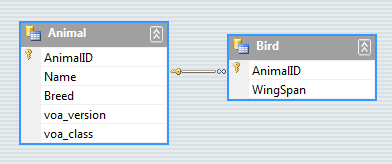 Animal
AnimalID
Name
Breed
voa_version
voa_class
Bird
AnimalID
WingSpan